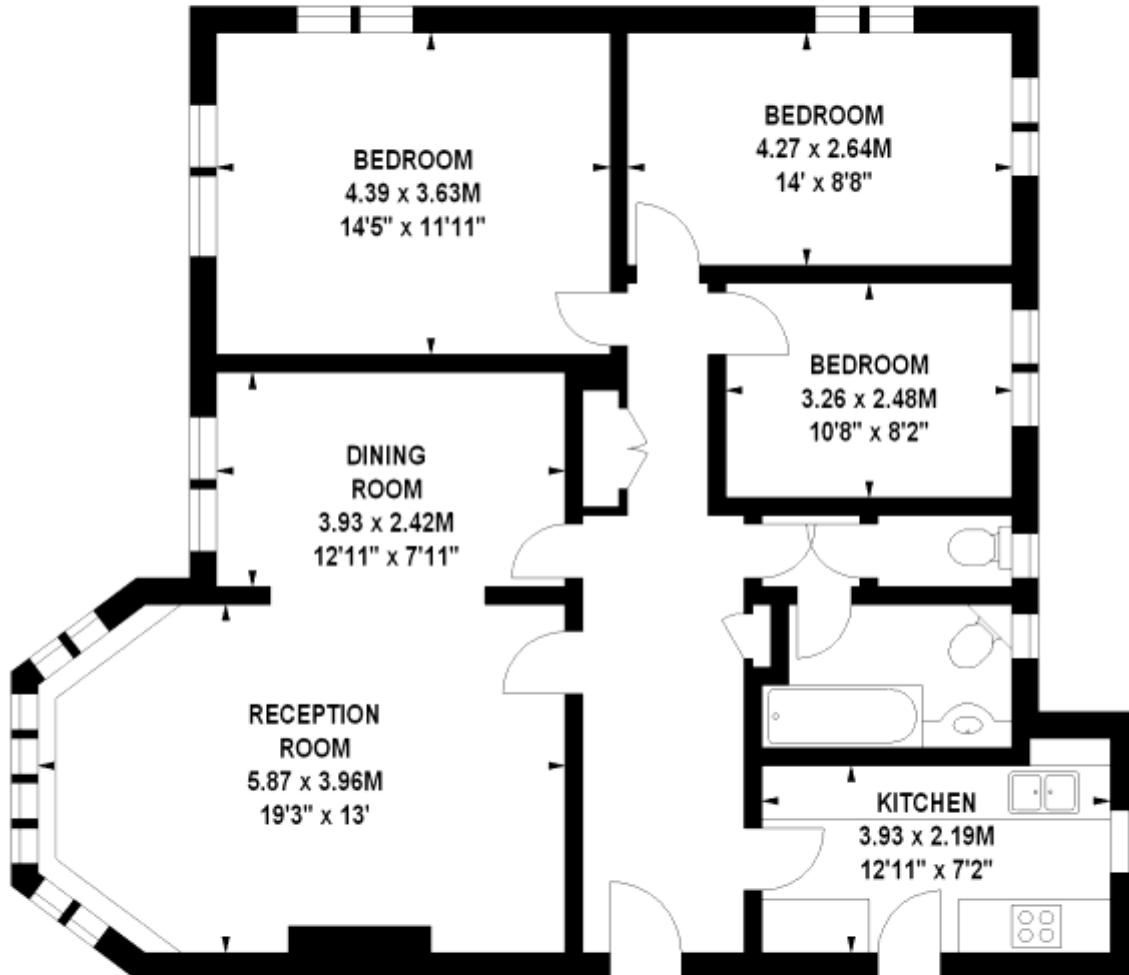 BEDROOM
4.39 x 3.63M
14'5" x 11'11"
BEDROOM
4.27 x 2.64M
14' x 8'8"
BEDROOM
3.26 x 2.48M
10'8" x 8'2"
DINING
ROOM
3.93 x 2.42M
12'11" x 7'11"
RECEPTION
ROOM
5.87 x 3.96M
19'3" x 13'
KITCHEN
3.93 x 2.19M
12'11" x 7'2"